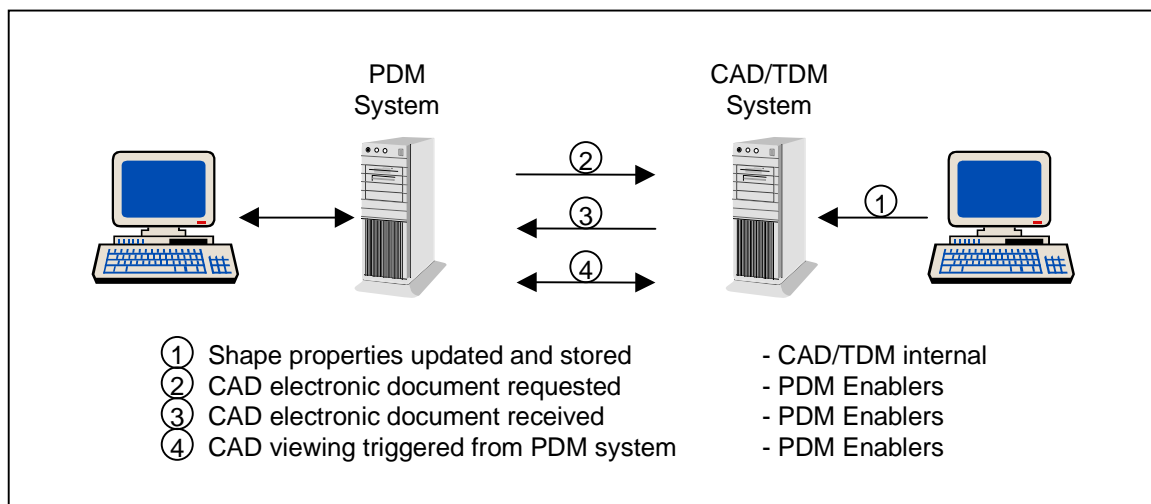 PDM
System
CAD/TDM
System
2
3
4
1
1 Shape properties updated and stored - CAD/TDM internal
2 CAD electronic document requested - PDM Enablers
3 CAD electronic document received - PDM Enablers
4 CAD viewing triggered from PDM system - PDM Enablers